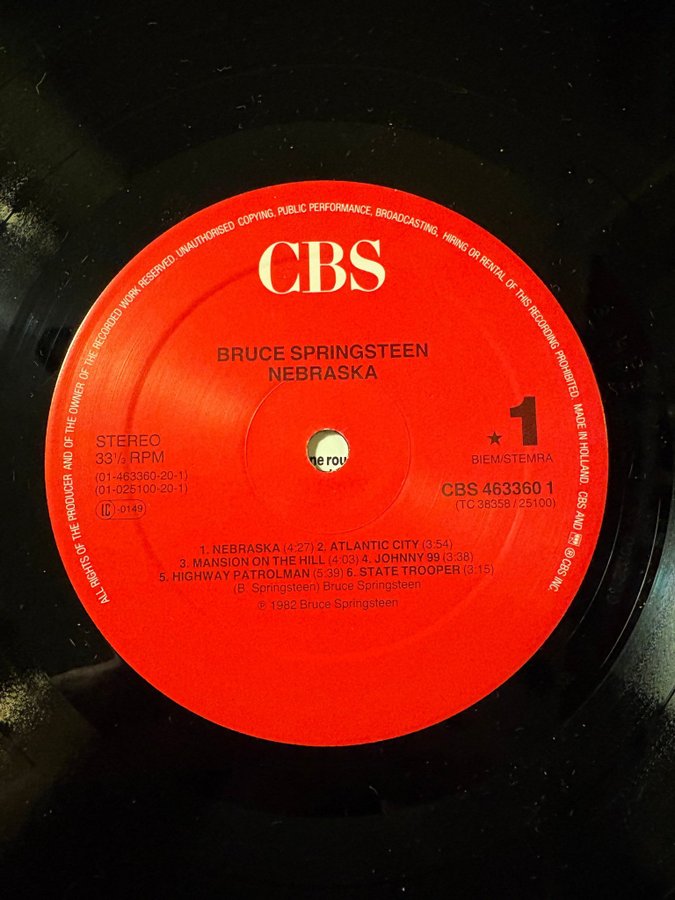 ALL RIGHTS OF THE PRODUCER AND OF THE OWNER OF THE RECORDED WORK RESERVED. UNAUTHORISED COPYING, PUBLIC PERFORMANCE, BROADCASTING, HIRING OR RENTAL OF THIS RECORDING PROHIBITED. MADE IN HOLLAND. CBS AND ℗ CBS INC.
CBS
BRUCE SPRINGSTEEN
NEBRASKA
STEREO
33⅓ RPM
(01-463360-20-1)
(01-025100-20-1)
LC -0149
★ 1
BIEM/STEMRA
CBS 463360 1
(TC 38358 / 25100)
ne rou
1. NEBRASKA (4:27) 2. ATLANTIC CITY (3:54)
3. MANSION ON THE HILL (4:03) 4. JOHNNY 99 (3:38)
5. HIGHWAY PATROLMAN (5:39) 6. STATE TROOPER (3:15)
(B. Springsteen) Bruce Springsteen
℗ 1982 Bruce Springsteen